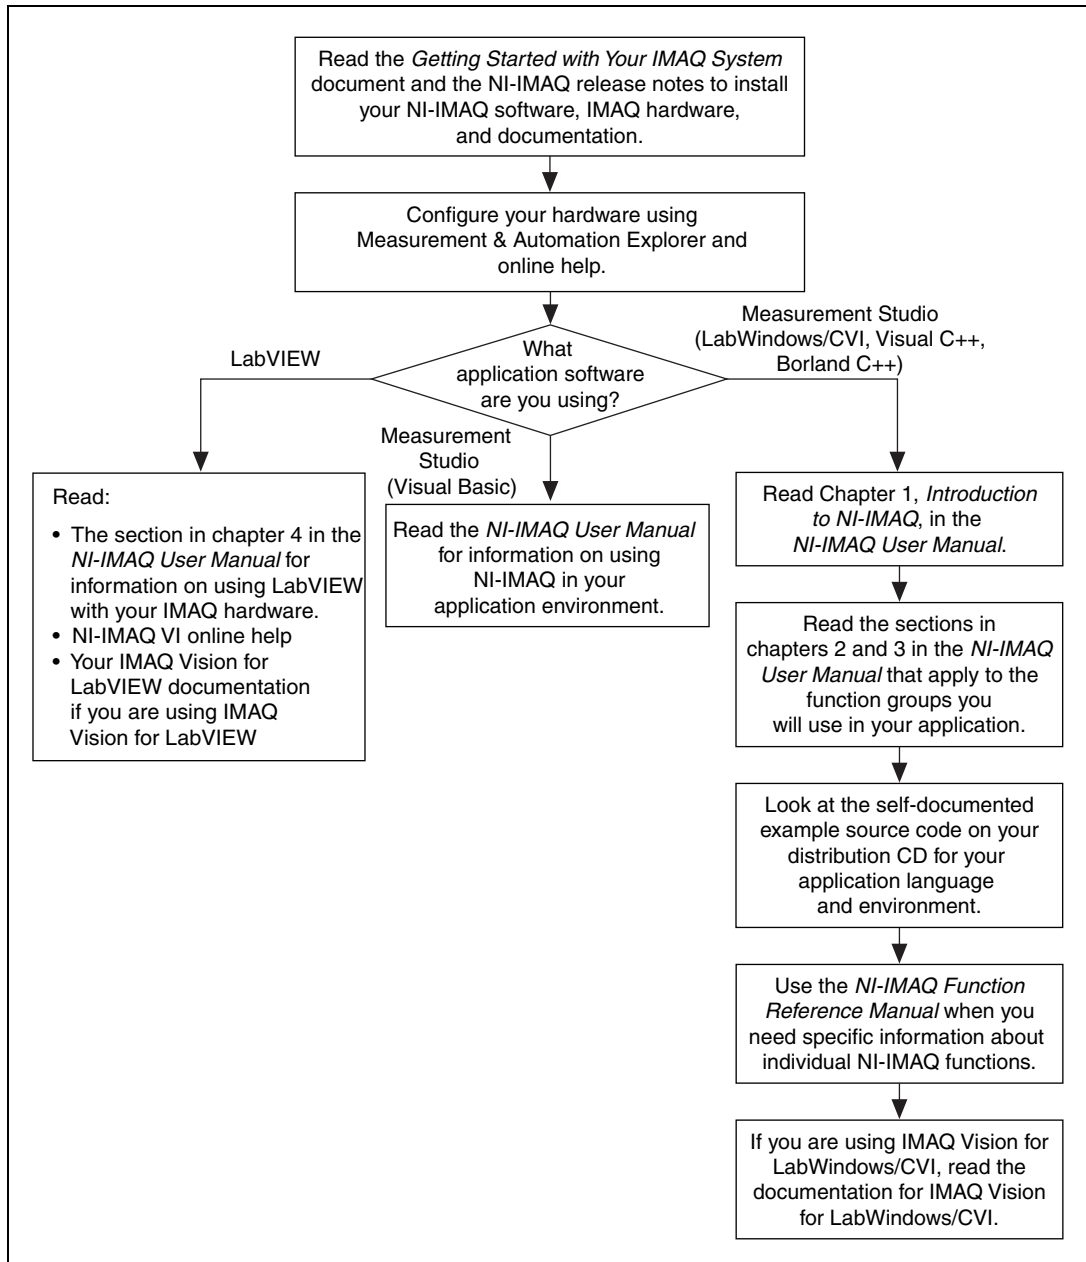 Read the Getting Started with Your IMAQ System
document and the NI-IMAQ release notes to install
your NI-IMAQ software, IMAQ hardware,
and documentation.
Configure your hardware using
Measurement & Automation Explorer and
online help.
What
application software
are you using?
LabVIEW
Read:
• The section in chapter 4 in the
NI-IMAQ User Manual for
information on using LabVIEW
with your IMAQ hardware.
• NI-IMAQ VI online help
• Your IMAQ Vision for
LabVIEW documentation
if you are using IMAQ
Vision for LabVIEW
Measurement
Studio
(Visual Basic)
Read the NI-IMAQ User Manual
for information on using
NI-IMAQ in your
application environment.
Measurement Studio
(LabWindows/CVI, Visual C++,
Borland C++)
Read Chapter 1, Introduction
to NI-IMAQ, in the
NI-IMAQ User Manual.
Read the sections in
chapters 2 and 3 in the NI-IMAQ
User Manual that apply to the
function groups you
will use in your application.
Look at the self-documented
example source code on your
distribution CD for your
application language
and environment.
Use the NI-IMAQ Function
Reference Manual when you
need specific information about
individual NI-IMAQ functions.
If you are using IMAQ Vision for
LabWindows/CVI, read the
documentation for IMAQ Vision
for LabWindows/CVI.